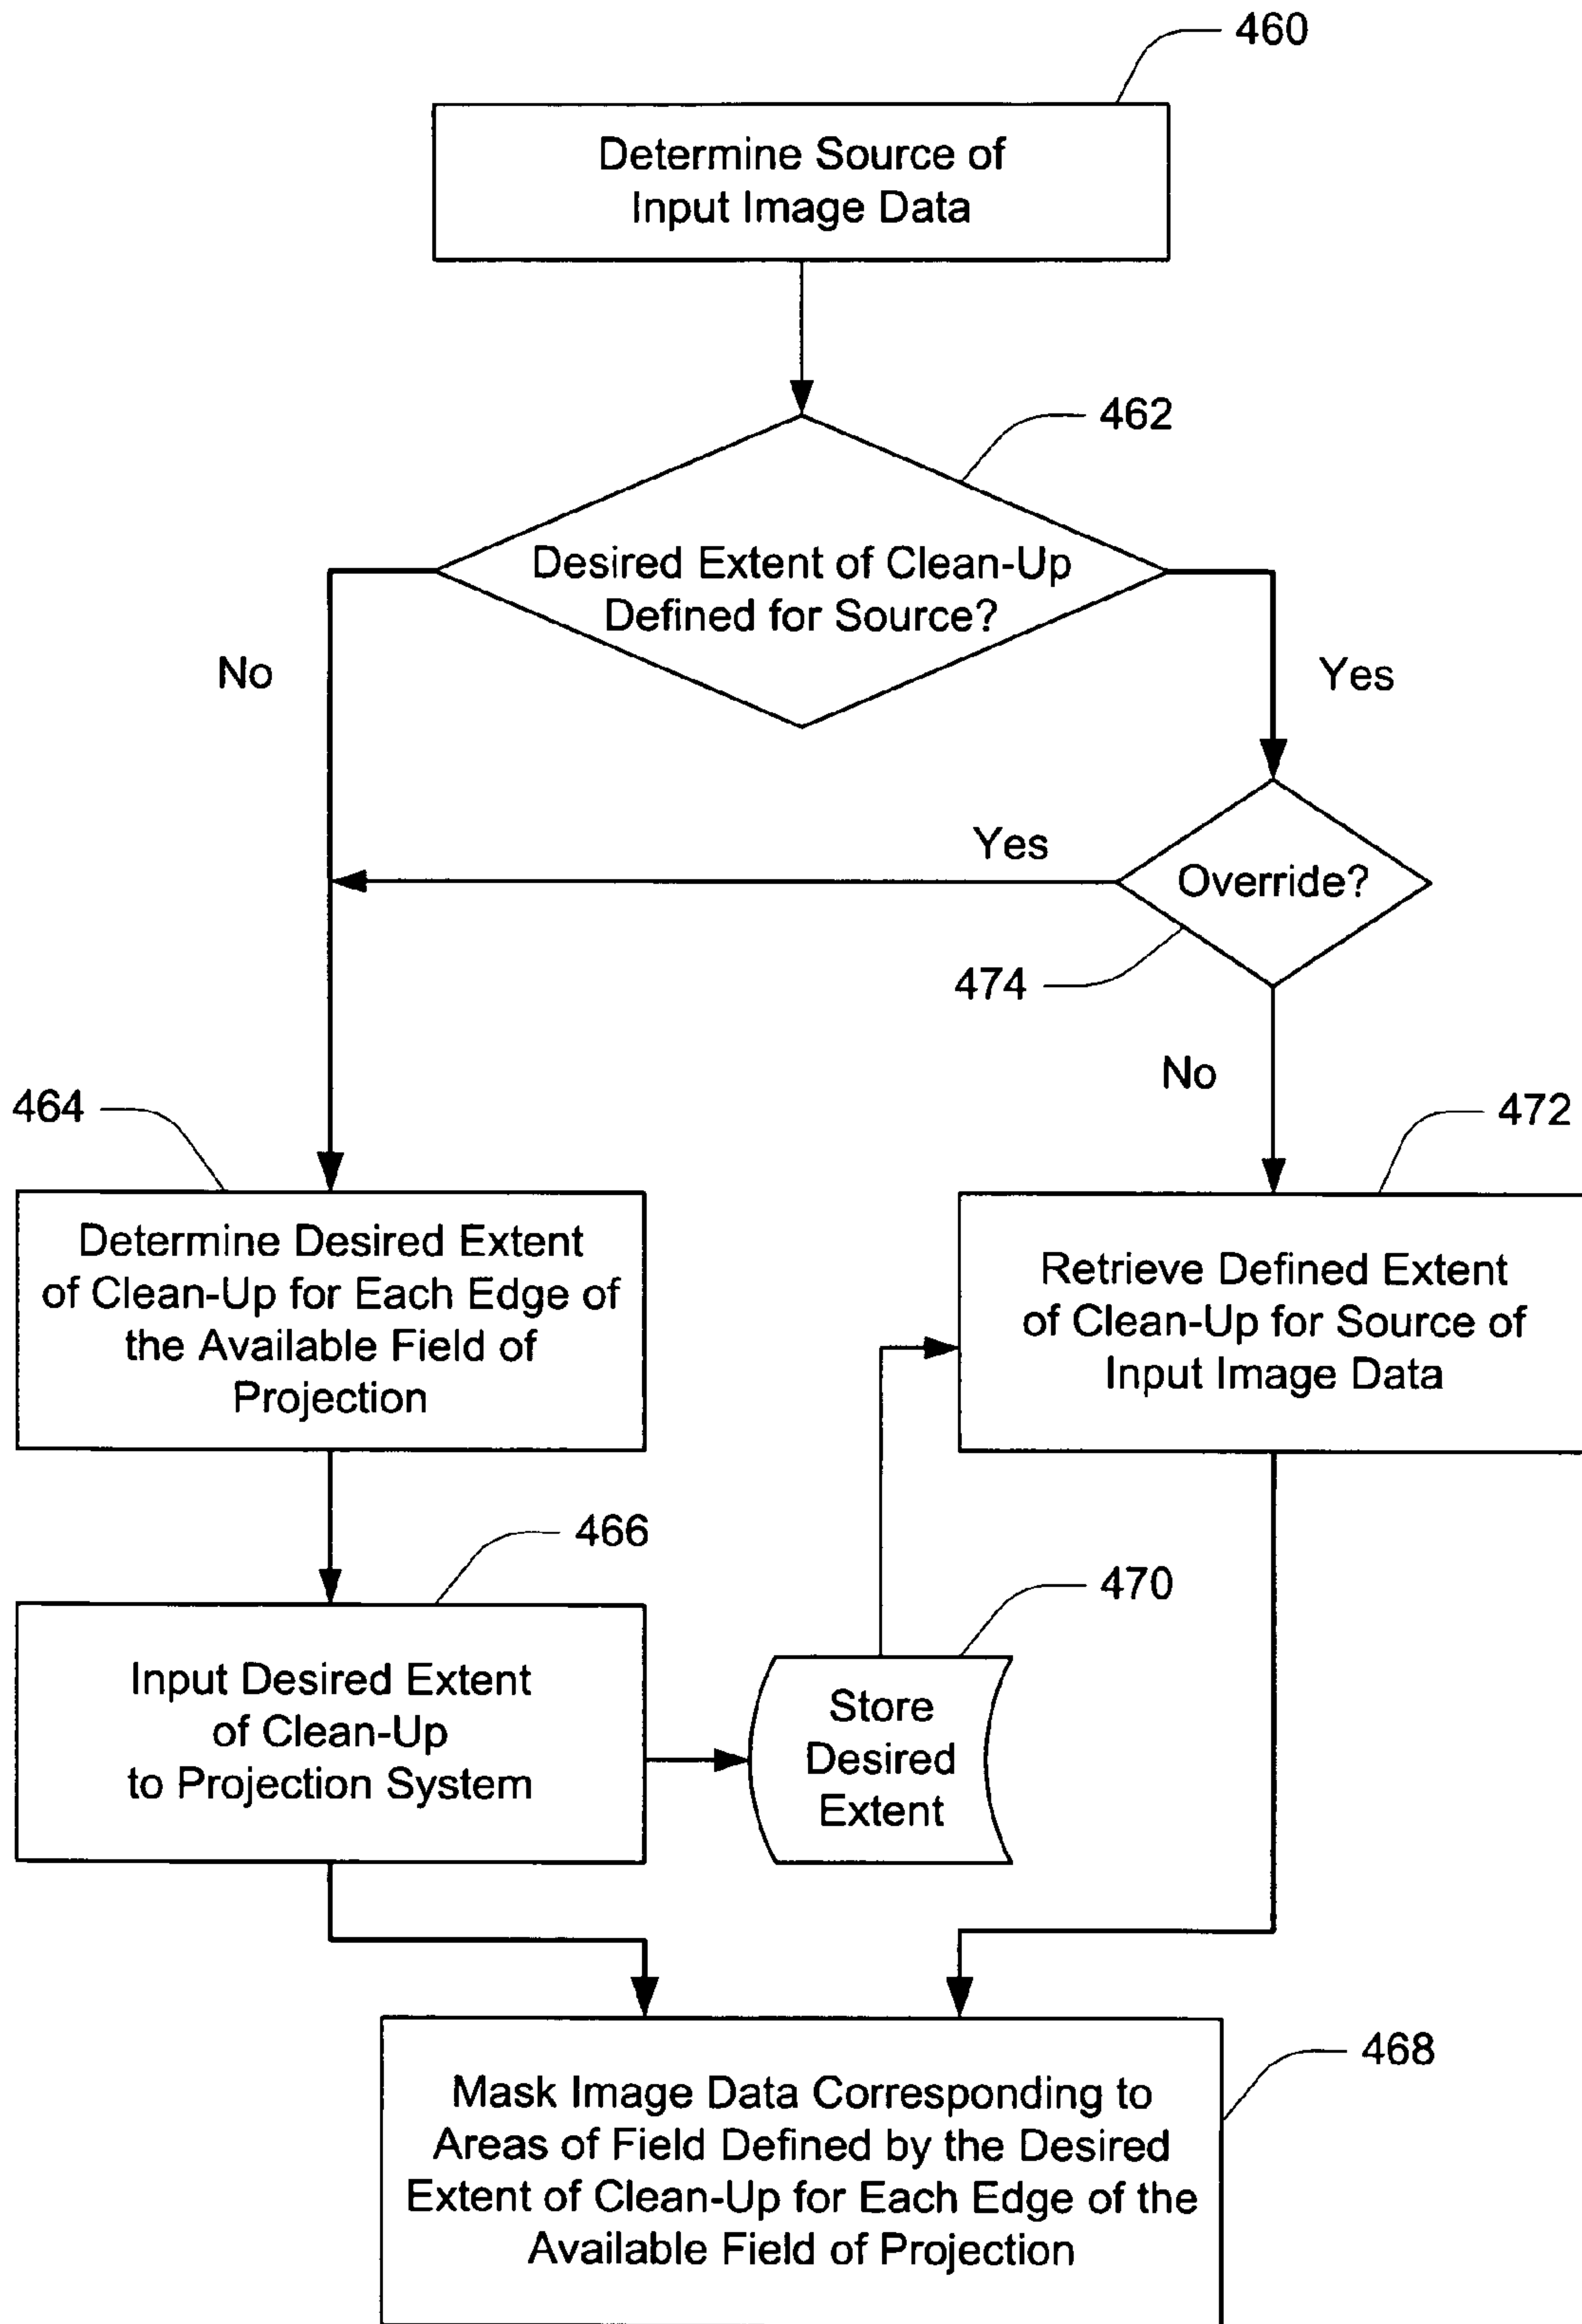 460
Determine Source of
Input Image Data
462
Desired Extent of Clean-Up
Defined for Source?
No
Yes
Yes
Override?
474
No
464
472
Determine Desired Extent
of Clean-Up for Each Edge of
the Available Field of
Projection
Retrieve Defined Extent
of Clean-Up for Source of
Input Image Data
466
470
Input Desired Extent
of Clean-Up
to Projection System
Store
Desired
Extent
468
Mask Image Data Corresponding to
Areas of Field Defined by the Desired
Extent of Clean-Up for Each Edge of the
Available Field of Projection